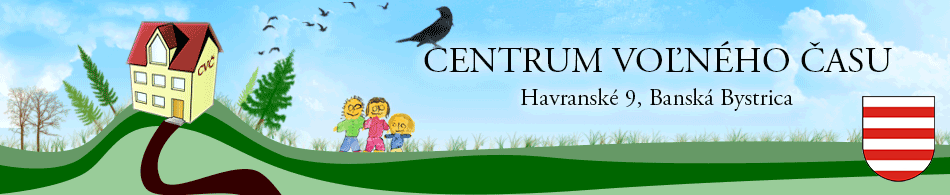 CVČ
CENTRUM VOĽNÉHO ČASU
Havranské 9, Banská Bystrica